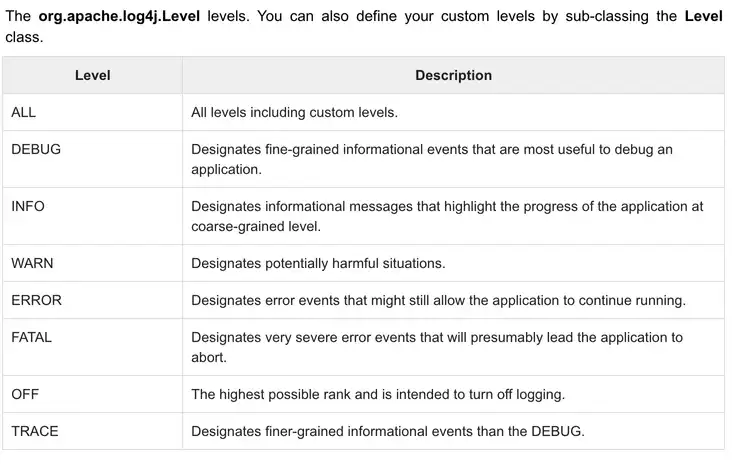 The org.apache.log4j.Level levels. You can also define your custom levels by sub-classing the Level
class.
Level Description
ALL All levels including custom levels.
DEBUG Designates fine-grained informational events that are most useful to debug an
application.
INFO Designates informational messages that highlight the progress of the application at
coarse-grained level.
WARN Designates potentially harmful situations.
ERROR Designates error events that might still allow the application to continue running.
FATAL Designates very severe error events that will presumably lead the application to
abort.
OFF The highest possible rank and is intended to turn off logging.
TRACE Designates finer-grained informational events than the DEBUG.